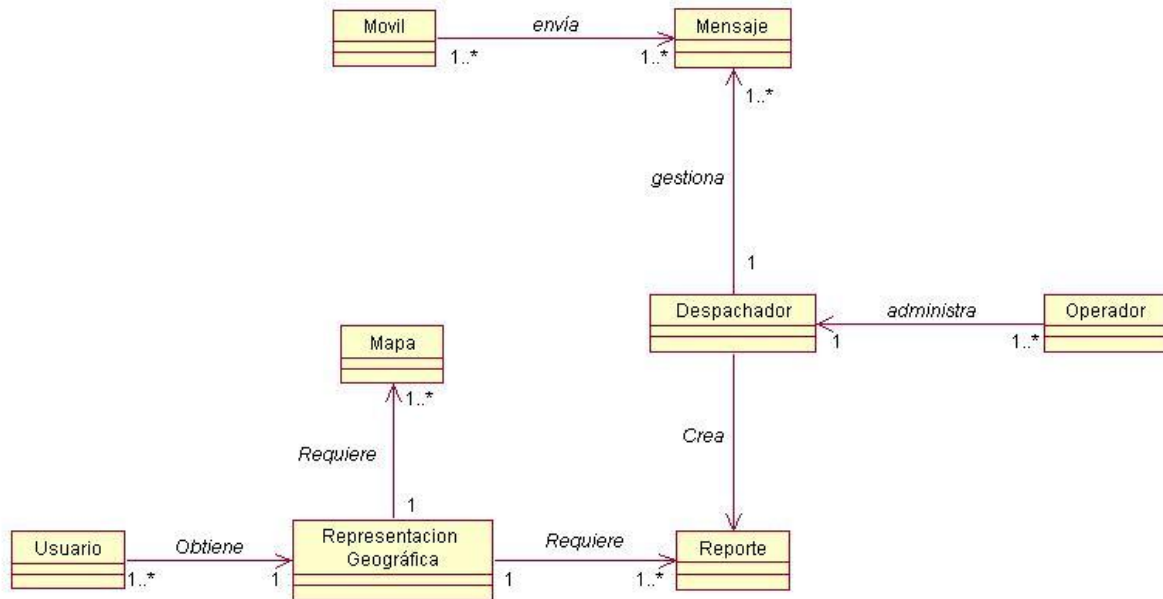 Movil
envía
Mensaje
1..*
1..*
1..*
gestiona
1
Despachador
administra
Operador
1
1..*
Mapa
1..*
Crea
Requiere
1
Usuario
Obtiene
Representacion
Geográfica
Requiere
Reporte
1..*
1
1
1..*